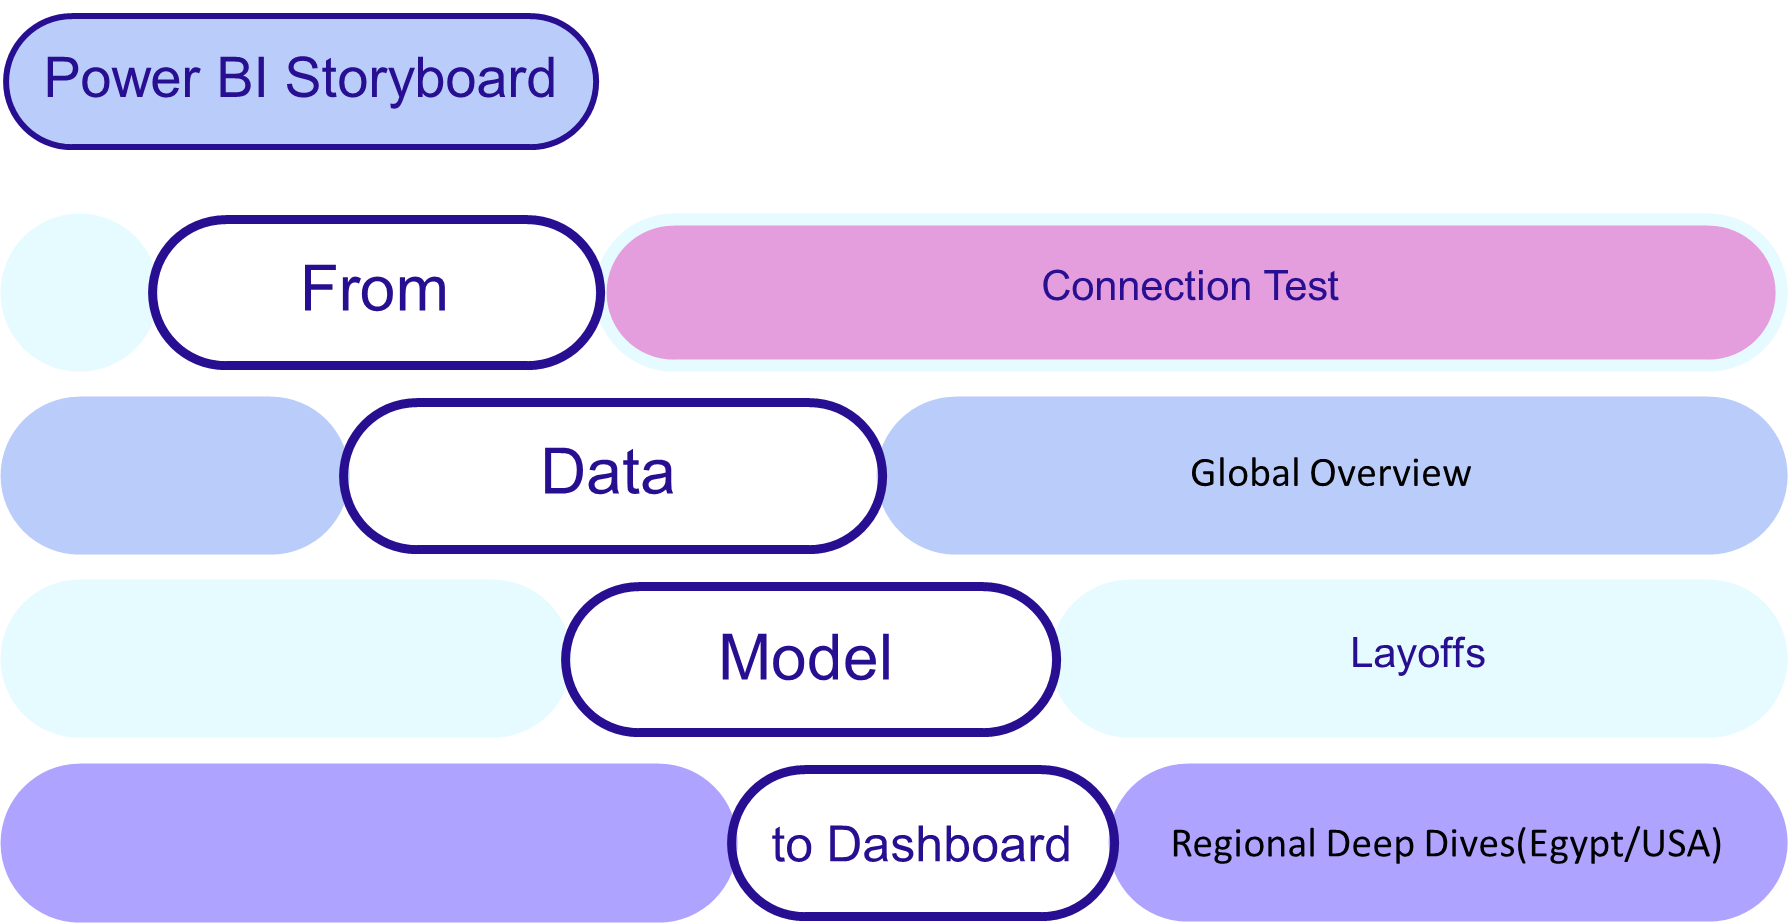 Power BI Storyboard
From
Connection Test
Data
Global Overview
Model
Layoffs
to Dashboard
Regional Deep Dives(Egypt/USA)